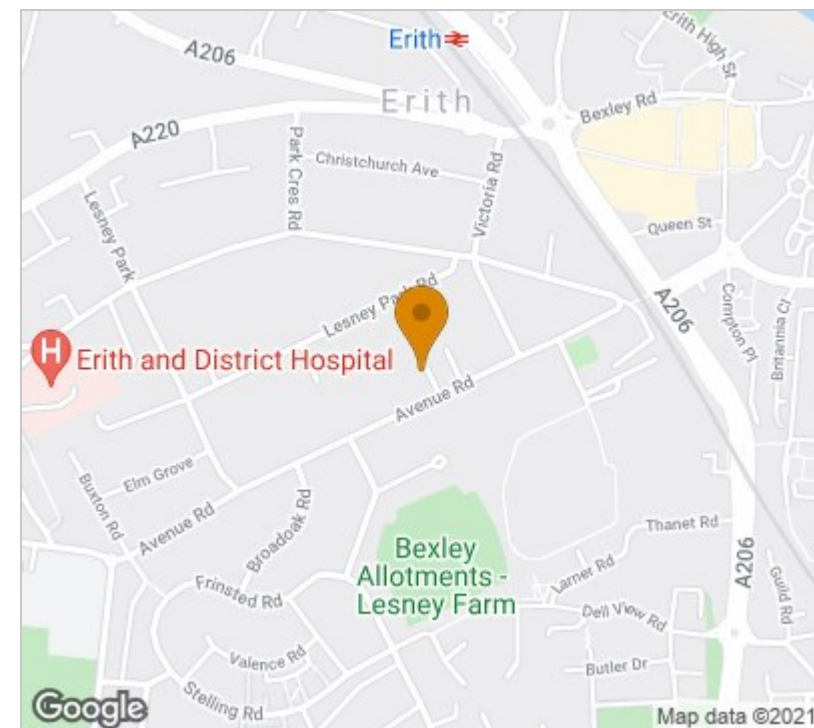 A206
Erith
Erith High St
Erith
Bexley Rd
A220
Park Cres Rd
Christchurch Ave
Victoria Rd
Lesney Park
Queen St
Lesney Park Rd
A206
Compton Pl
Britannia Cl
H
Erith and District Hospital
Avenue Rd
Elm Grove
Buxton Rd
Avenue Rd
Broadoak Rd
Bexley
Allotments -
Lesney Farm
Thanet Rd
Larner Rd
A206
Guild Rd
Frinsted Rd
Dell View Rd
Valence Rd
Butler Dr
Stelling Rd
Google
Map data ©2021